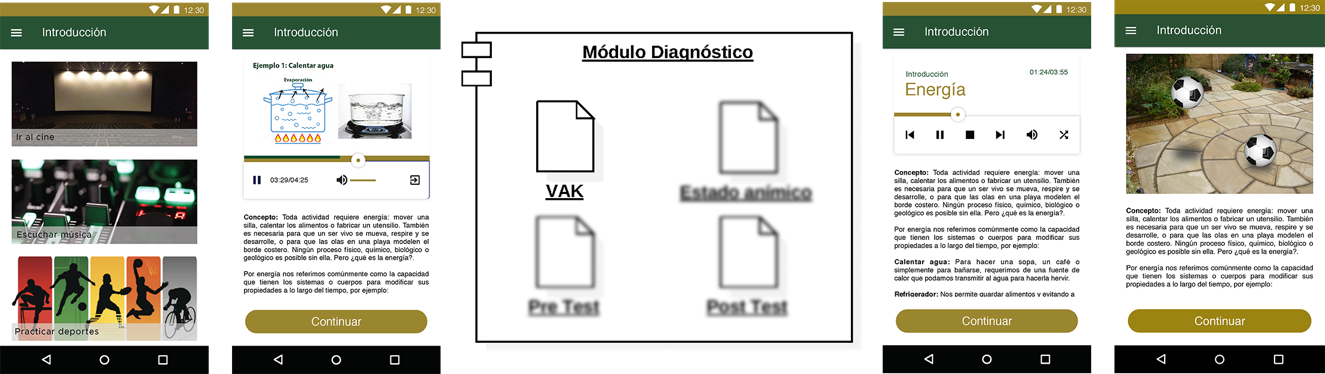 12:30
Introducción
Ir al cine
Escuchar música
Practicar deportes
12:30
Introducción
Ejemplo 1: Calentar agua
Evaporación
03:29/04:25
Concepto: Toda actividad requiere energía: mover una
silla, calentar los alimentos o fabricar un utensilio. También
es necesaria para que un ser vivo se mueva, respire y se
desarrolle, o para que las olas en una playa modelen el
borde costero. Ningún proceso físico, químico, biológico o
geológico es posible sin ella. Pero ¿qué es la energía?.
Por energía nos referimos comúnmente como la capacidad
que tienen los sistemas o cuerpos para modificar sus
propiedades a lo largo del tiempo, por ejemplo:
Continuar
Módulo Diagnóstico
VAK
Estado anímico
Pre Test
Post Test
12:30
Introducción
Introducción
01:24/03:55
Energía
Concepto: Toda actividad requiere energía: mover una
silla, calentar los alimentos o fabricar un utensilio. También
es necesaria para que un ser vivo se mueva, respire y se
desarrolle, o para que las olas en una playa modelen el
borde costero. Ningún proceso físico, químico, biológico o
geológico es posible sin ella. Pero ¿qué es la energía?.
Por energía nos referimos comúnmente como la capacidad
que tienen los sistemas o cuerpos para modificar sus
propiedades a lo largo del tiempo, por ejemplo:
Calentar agua: Para hacer una sopa, un café o
simplemente para bañarse, requerimos de una fuente de
calor que podamos transmitir al agua para hacerla hervir.
Refrigerador: Nos permite guardar alimentos y evitando a
Continuar
12:30
Introducción
Concepto: Toda actividad requiere energía: mover una
silla, calentar los alimentos o fabricar un utensilio. También
es necesaria para que un ser vivo se mueva, respire y se
desarrolle, o para que las olas en una playa modelen el
borde costero. Ningún proceso físico, químico, biológico o
geológico es posible sin ella. Pero ¿qué es la energía?.
Por energía nos referimos comúnmente como la capacidad
que tienen los sistemas o cuerpos para modificar sus
propiedades a lo largo del tiempo, por ejemplo:
Continuar